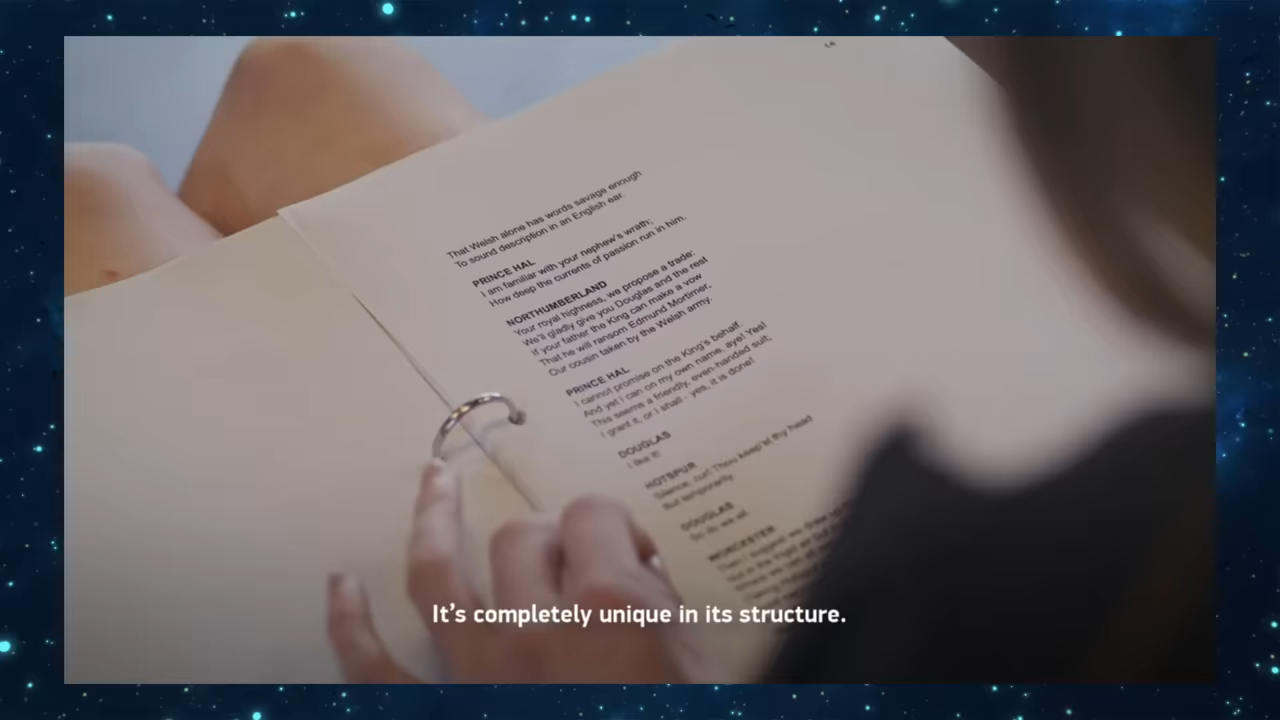 14
That Welsh alone has words savage enough
To sound description in an English ear.
PRINCE HAL
I am familiar with your nephew's wrath;
How deep the currents of passion run in him.
NORTHUMBERLAND
Your royal highness, we propose a trade:
We'll gladly give you Douglas and the rest
If your father the King can make a vow
That he will ransom Edmund Mortimer,
Our cousin taken by the Welsh army.
PRINCE HAL
I cannot promise on the King's behalf.
And yet I can on my own name, aye! Yes!
This seems a friendly, even-handed suit;
I grant it, or I shall - yes, it is done!
DOUGLAS
I like it!
HOTSPUR
Silence, cur! Thou keep'st thy head
But temporarily.
DOUGLAS
So do we all.
WORCESTER
Then I suggest we draw up
It's completely unique in its structure.